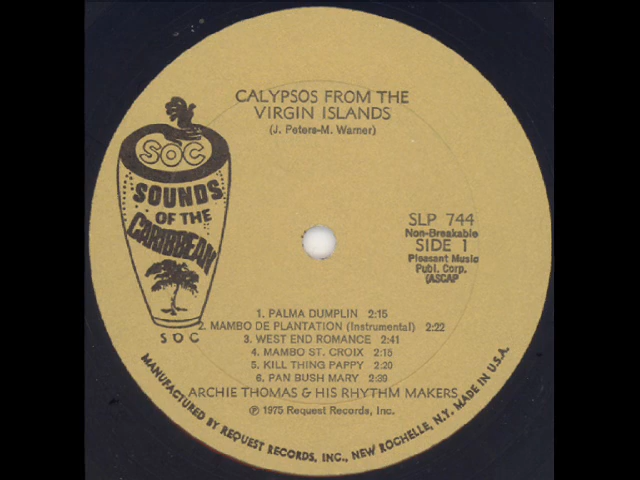 CALYPSOS FROM THE
VIRGIN ISLANDS
(J. Peters-M. Warner)
SOC
SOUNDS
OF THE
CARIBBEAN
SOC
SLP 744
Non-Breakable
SIDE 1
Pleasant Music
Publ. Corp.
(ASCAP
1. PALMA DUMPLIN 2:15
2. MAMBO DE PLANTATION (Instrumental) 2:22
3. WEST END ROMANCE 2:41
4. MAMBO ST. CROIX 2:15
5. KILL THING PAPPY 2:20
6. PAN BUSH MARY 2:39
ARCHIE THOMAS & HIS RHYTHM MAKERS
℗ 1975 Request Records, Inc.
MANUFACTURED BY REQUEST RECORDS, INC., NEW ROCHELLE, N.Y. MADE IN U.S.A.